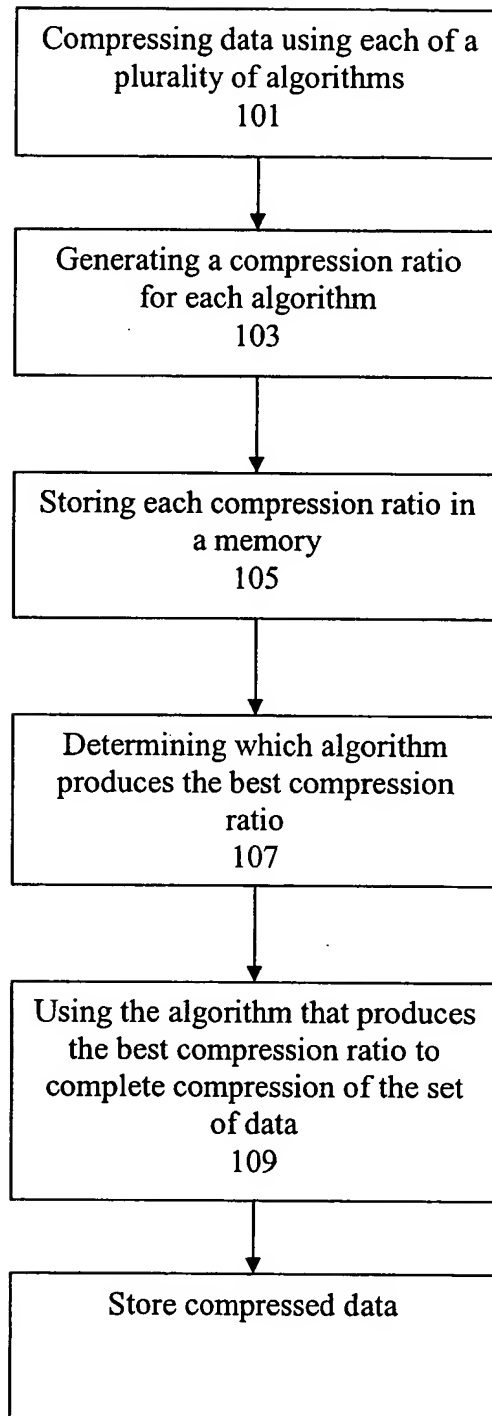 Compressing data using each of a
plurality of algorithms
101
Generating a compression ratio
for each algorithm
103
Storing each compression ratio in
a memory
105
Determining which algorithm
produces the best compression
ratio
107
Using the algorithm that produces
the best compression ratio to
complete compression of the set
of data
109
Store compressed data